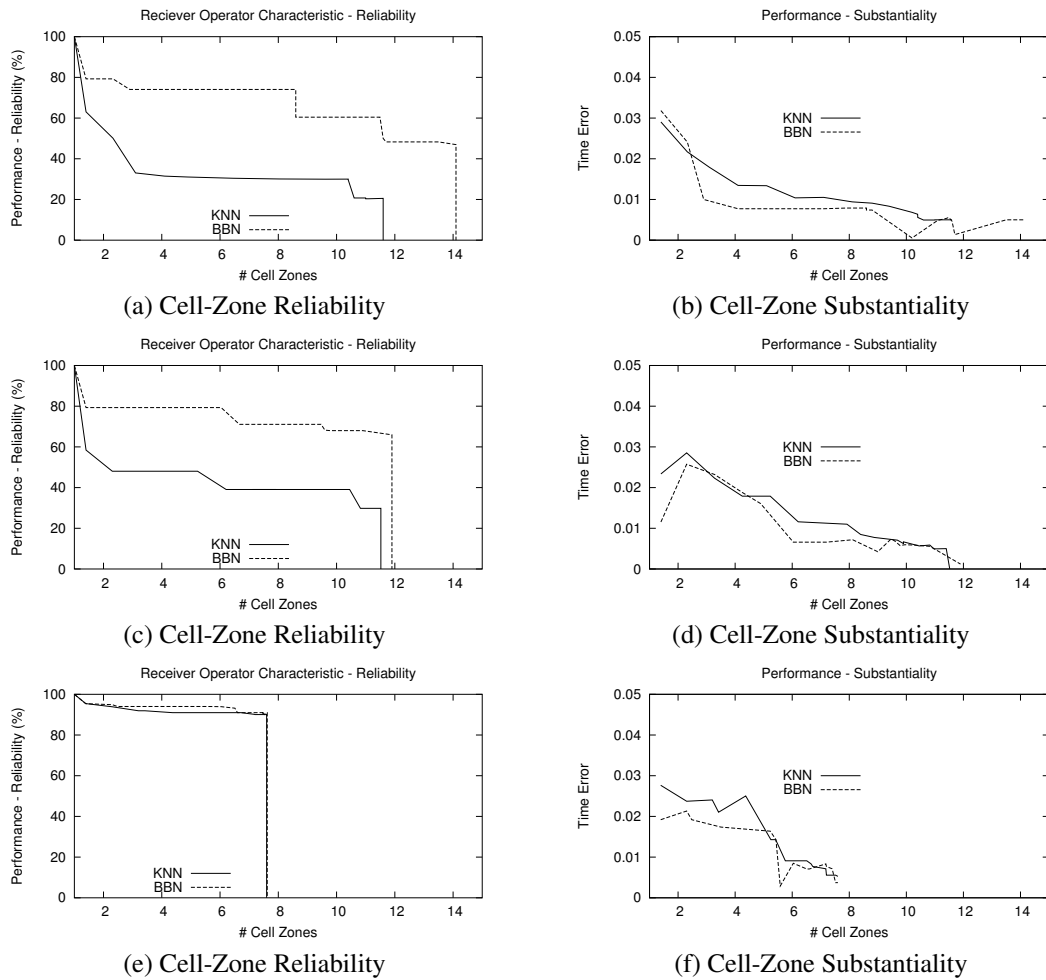 Reciever Operator Characteristic - Reliability
Performance - Reliability (%)
100
80
60
40
20
0
KNN
BBN
2 4 6 8 10 12 14
# Cell Zones
(a) Cell-Zone Reliability
Performance - Substantiality
Time Error
0.05
0.04
0.03
0.02
0.01
0
KNN
BBN
2 4 6 8 10 12 14
# Cell Zones
(b) Cell-Zone Substantiality
Receiver Operator Characteristic - Reliability
Performance - Reliability (%)
100
80
60
40
20
0
KNN
BBN
2 4 6 8 10 12 14
# Cell Zones
(c) Cell-Zone Reliability
Performance - Substantiality
Time Error
0.05
0.04
0.03
0.02
0.01
0
KNN
BBN
2 4 6 8 10 12 14
# Cell Zones
(d) Cell-Zone Substantiality
Receiver Operator Characteristic - Reliability
Performance - Reliability (%)
100
80
60
40
20
0
KNN
BBN
2 4 6 8 10 12 14
# Cell Zones
(e) Cell-Zone Reliability
Performance - Substantiality
Time Error
0.05
0.04
0.03
0.02
0.01
0
KNN
BBN
2 4 6 8 10 12 14
# Cell Zones
(f) Cell-Zone Substantiality